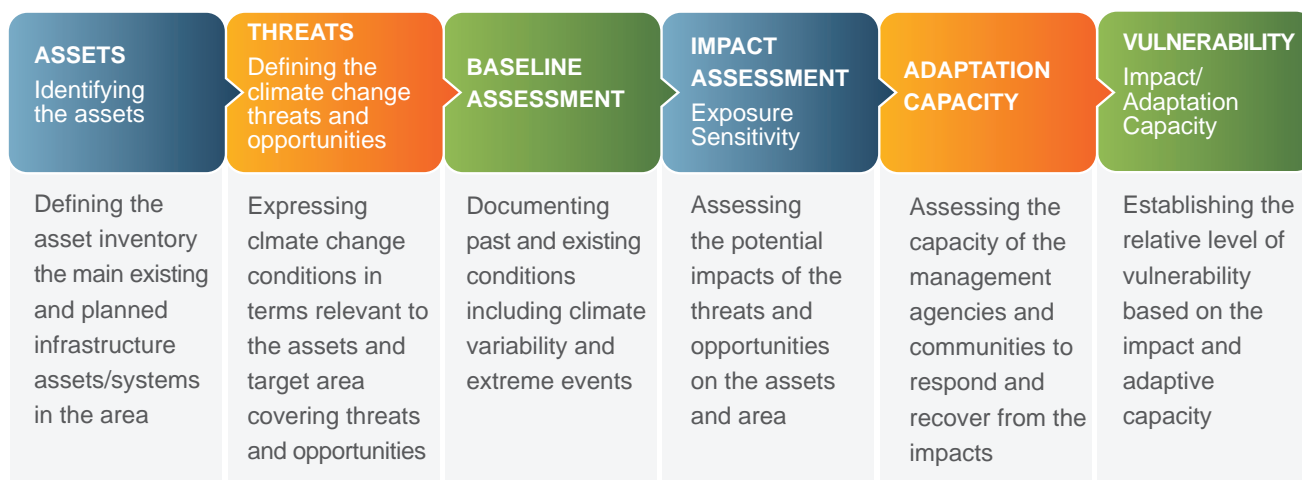 ASSETS
Identifying
the assets
Defining the
asset inventory
the main existing
and planned
infrastructure
assets/systems
in the area
THREATS
Defining the
climate change
threats and
opportunities
Expressing
clmate change
conditions in
terms relevant to
the assets and
target area
covering threats
and opportunities
BASELINE
ASSESSMENT
Documenting
past and existing
conditions
including climate
variability and
extreme events
IMPACT
ASSESSMENT
Exposure
Sensitivity
Assessing
the potential
impacts of the
threats and
opportunities
on the assets
and area
ADAPTATION
CAPACITY
Assessing the
capacity of the
management
agencies and
communities to
respond and
recover from the
impacts
VULNERABILITY
Impact/
Adaptation
Capacity
Establishing the
relative level of
vulnerability
based on the
impact and
adaptive
capacity